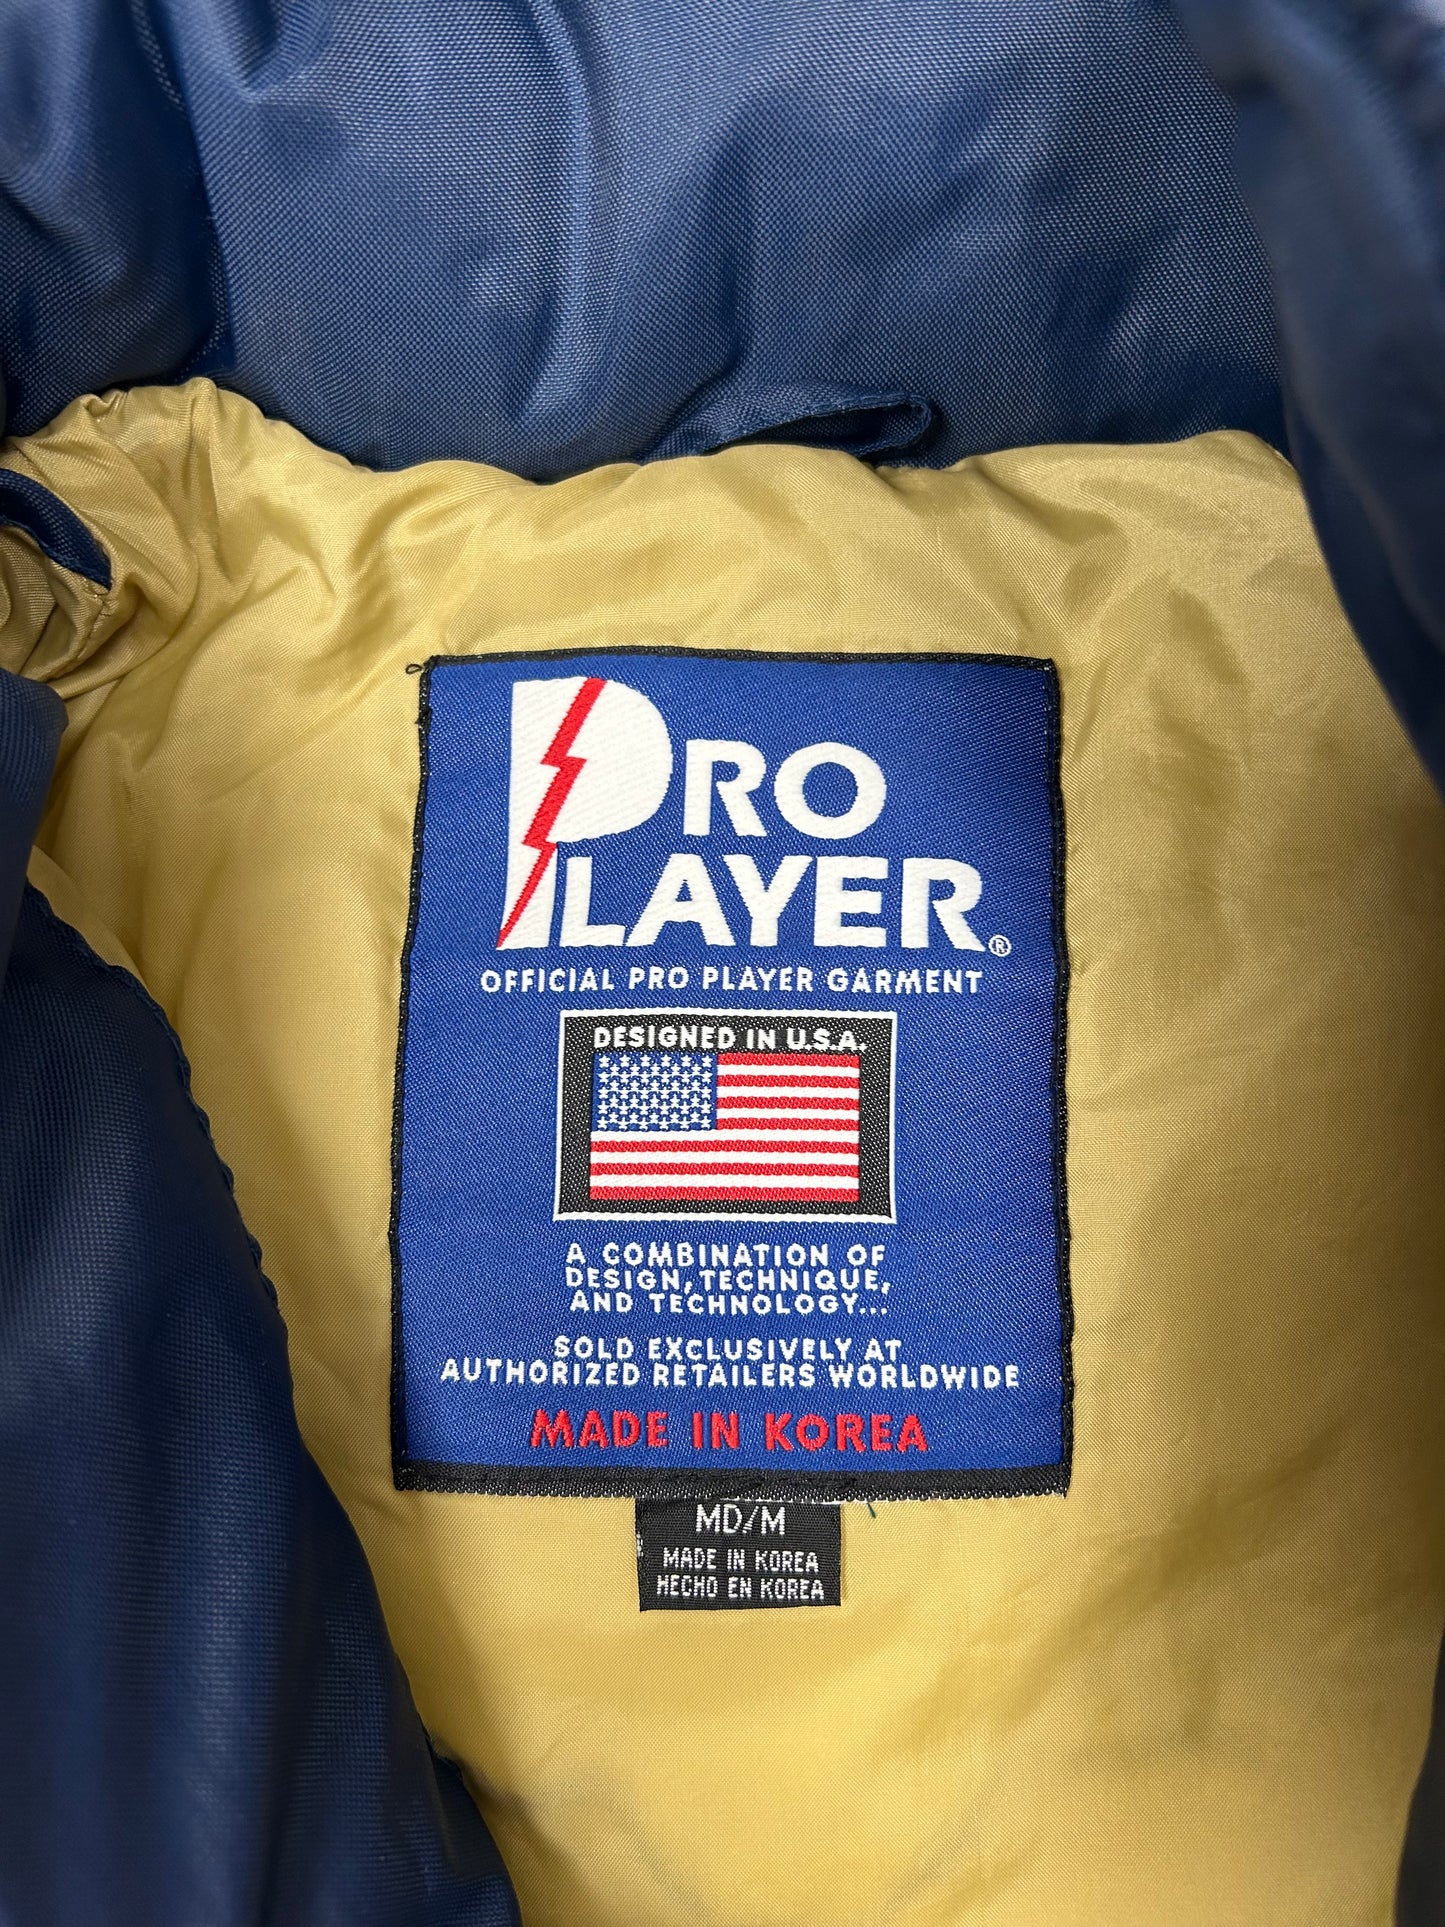 PRO
PLAYER®
OFFICIAL PRO PLAYER GARMENT
DESIGNED IN U.S.A.
A COMBINATION OF
DESIGN, TECHNIQUE,
AND TECHNOLOGY...
SOLD EXCLUSIVELY AT
AUTHORIZED RETAILERS WORLDWIDE
MADE IN KOREA
MD/M
MADE IN KOREA
HECHO EN KOREA